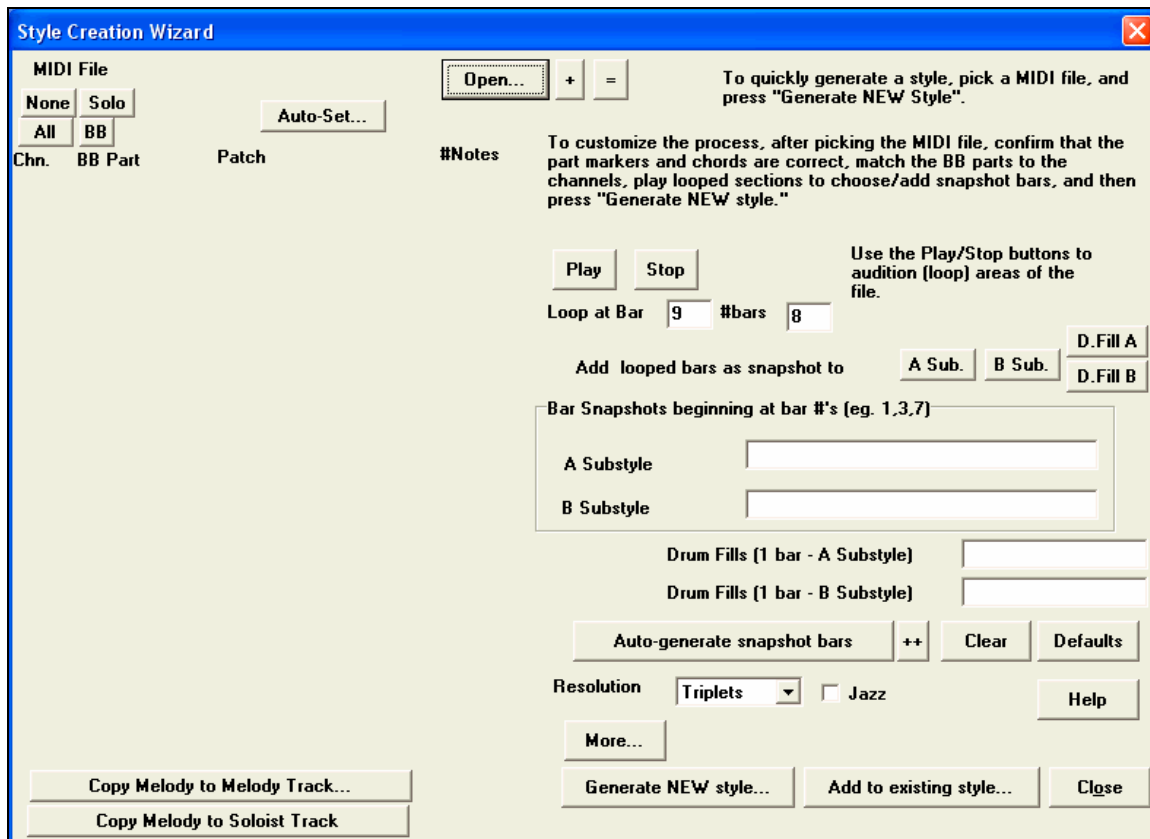 Style Creation Wizard
MIDI File
Open...
+
=
To quickly generate a style, pick a MIDI file, and
press "Generate NEW Style".
None
Solo
Auto-Set...
All
BB
Chn.
BB Part
Patch
#Notes
To customize the process, after picking the MIDI file, confirm that the
part markers and chords are correct, match the BB parts to the
channels, play looped sections to choose/add snapshot bars, and then
press "Generate NEW style."
Play
Stop
Use the Play/Stop buttons to
audition (loop) areas of the
file.
Loop at Bar
9
#bars
8
Add looped bars as snapshot to
A Sub.
B Sub.
D.Fill A
D.Fill B
Bar Snapshots beginning at bar #'s (eg. 1,3,7)
A Substyle
B Substyle
Drum Fills (1 bar - A Substyle)
Drum Fills (1 bar - B Substyle)
Auto-generate snapshot bars
++
Clear
Defaults
Resolution
Triplets
Jazz
Help
More...
Copy Melody to Melody Track...
Generate NEW style...
Add to existing style...
Close
Copy Melody to Soloist Track